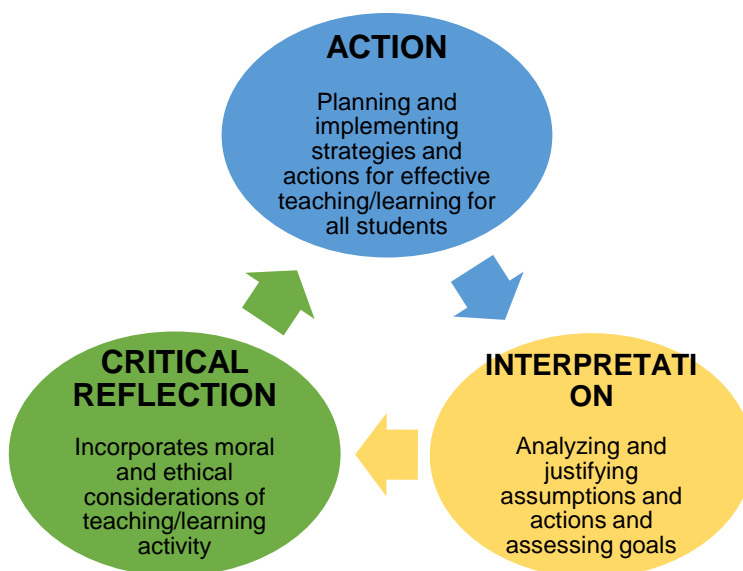 ACTION
Planning and
implementing
strategies and
actions for effective
teaching/learning for
all students
CRITICAL
REFLECTION
Incorporates moral
and ethical
considerations of
teaching/learning
activity
INTERPRETATI
ON
Analyzing and
justifying
assumptions and
actions and
assessing goals